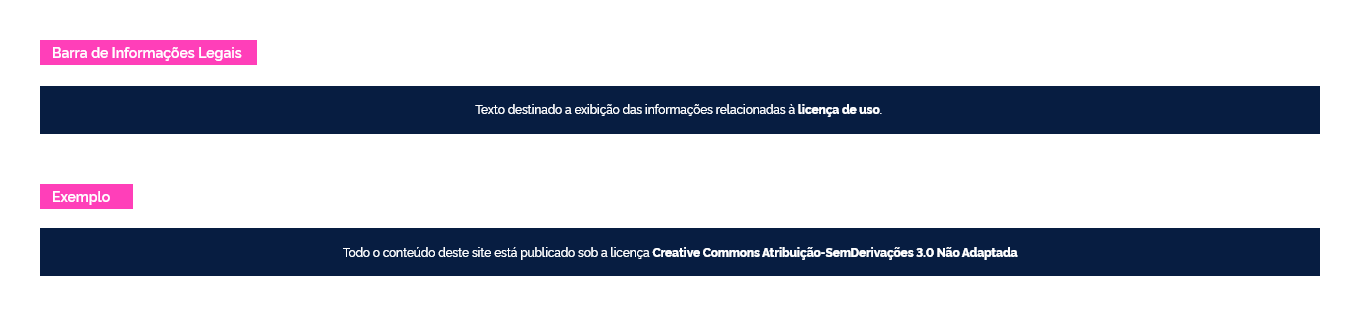 Barra de Informações Legais
Texto destinado a exibição das informações relacionadas à licença de uso.
Exemplo
Todo o conteúdo deste site está publicado sob a licença Creative Commons Atribuição-SemDerivações 3.0 Não Adaptada